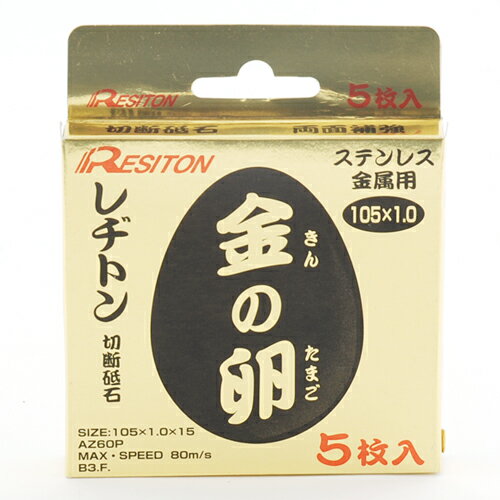 RESITON
5枚入
切断砥石
両面補強
RESITON
ステンレス
金属用
105×1.0
レヂトン
切断砥石
金の卵
きん
たまご
SIZE:105×1.0×15
AZ60P
MAX・SPEED 80m/s
B3.F.
5枚入